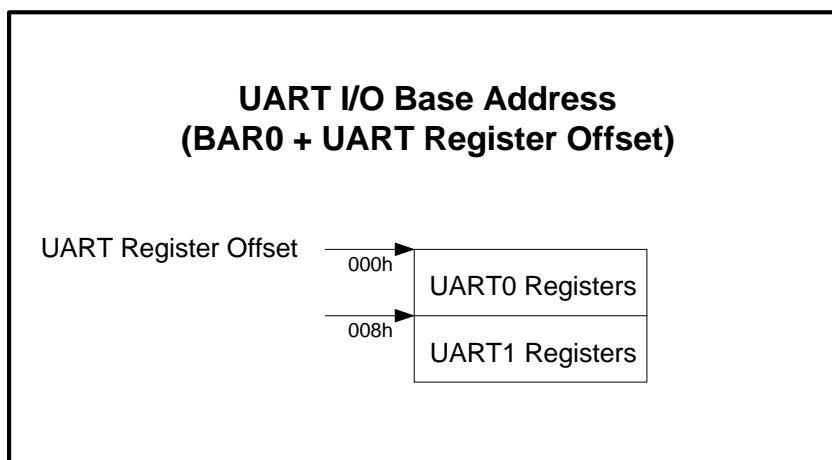 UART I/O Base Address
(BAR0 + UART Register Offset)
UART Register Offset
000h
UART0 Registers
008h
UART1 Registers